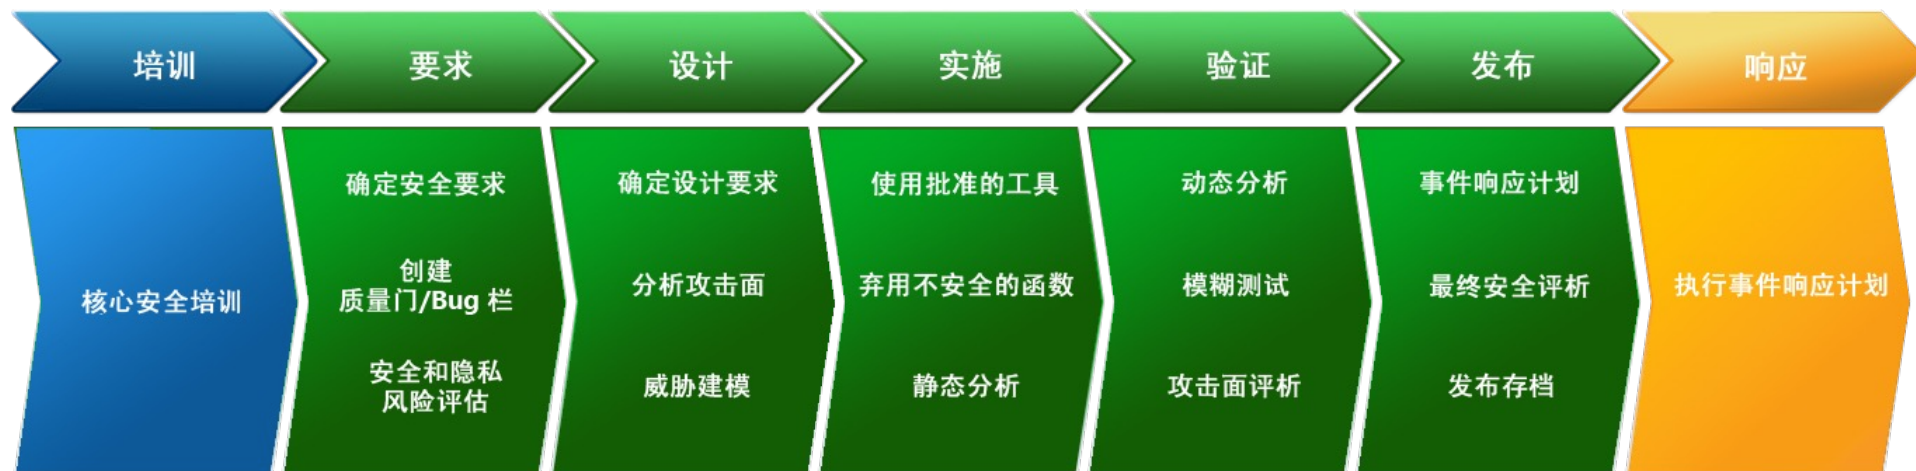 培训
要求
设计
实施
验证
发布
响应
核心安全培训
确定安全要求
创建
质量门/Bug 栏
安全和隐私
风险评估
确定设计要求
分析攻击面
威胁建模
使用批准的工具
弃用不安全的函数
静态分析
动态分析
模糊测试
攻击面评析
事件响应计划
最终安全评析
发布存档
执行事件响应计划